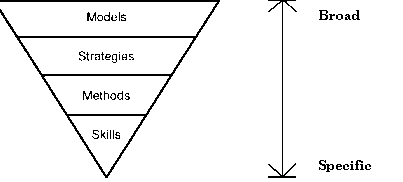 Models
Broad
Strategies
Methods
Skills
Specific